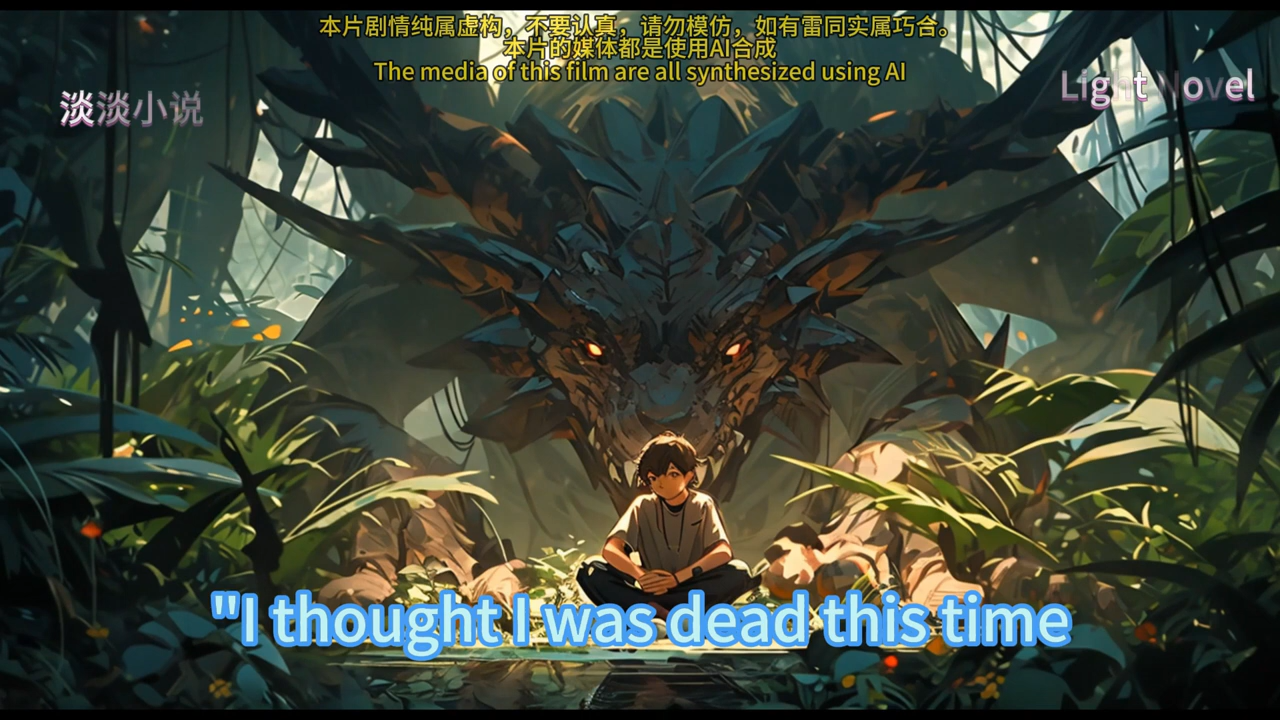 本片剧情纯属虚构，不要认真，请勿模仿，如有雷同实属巧合。
本片的媒体都是使用AI合成
The media of this film are all synthesized using AI
淡淡小说
Light Novel
"I thought I was dead this time